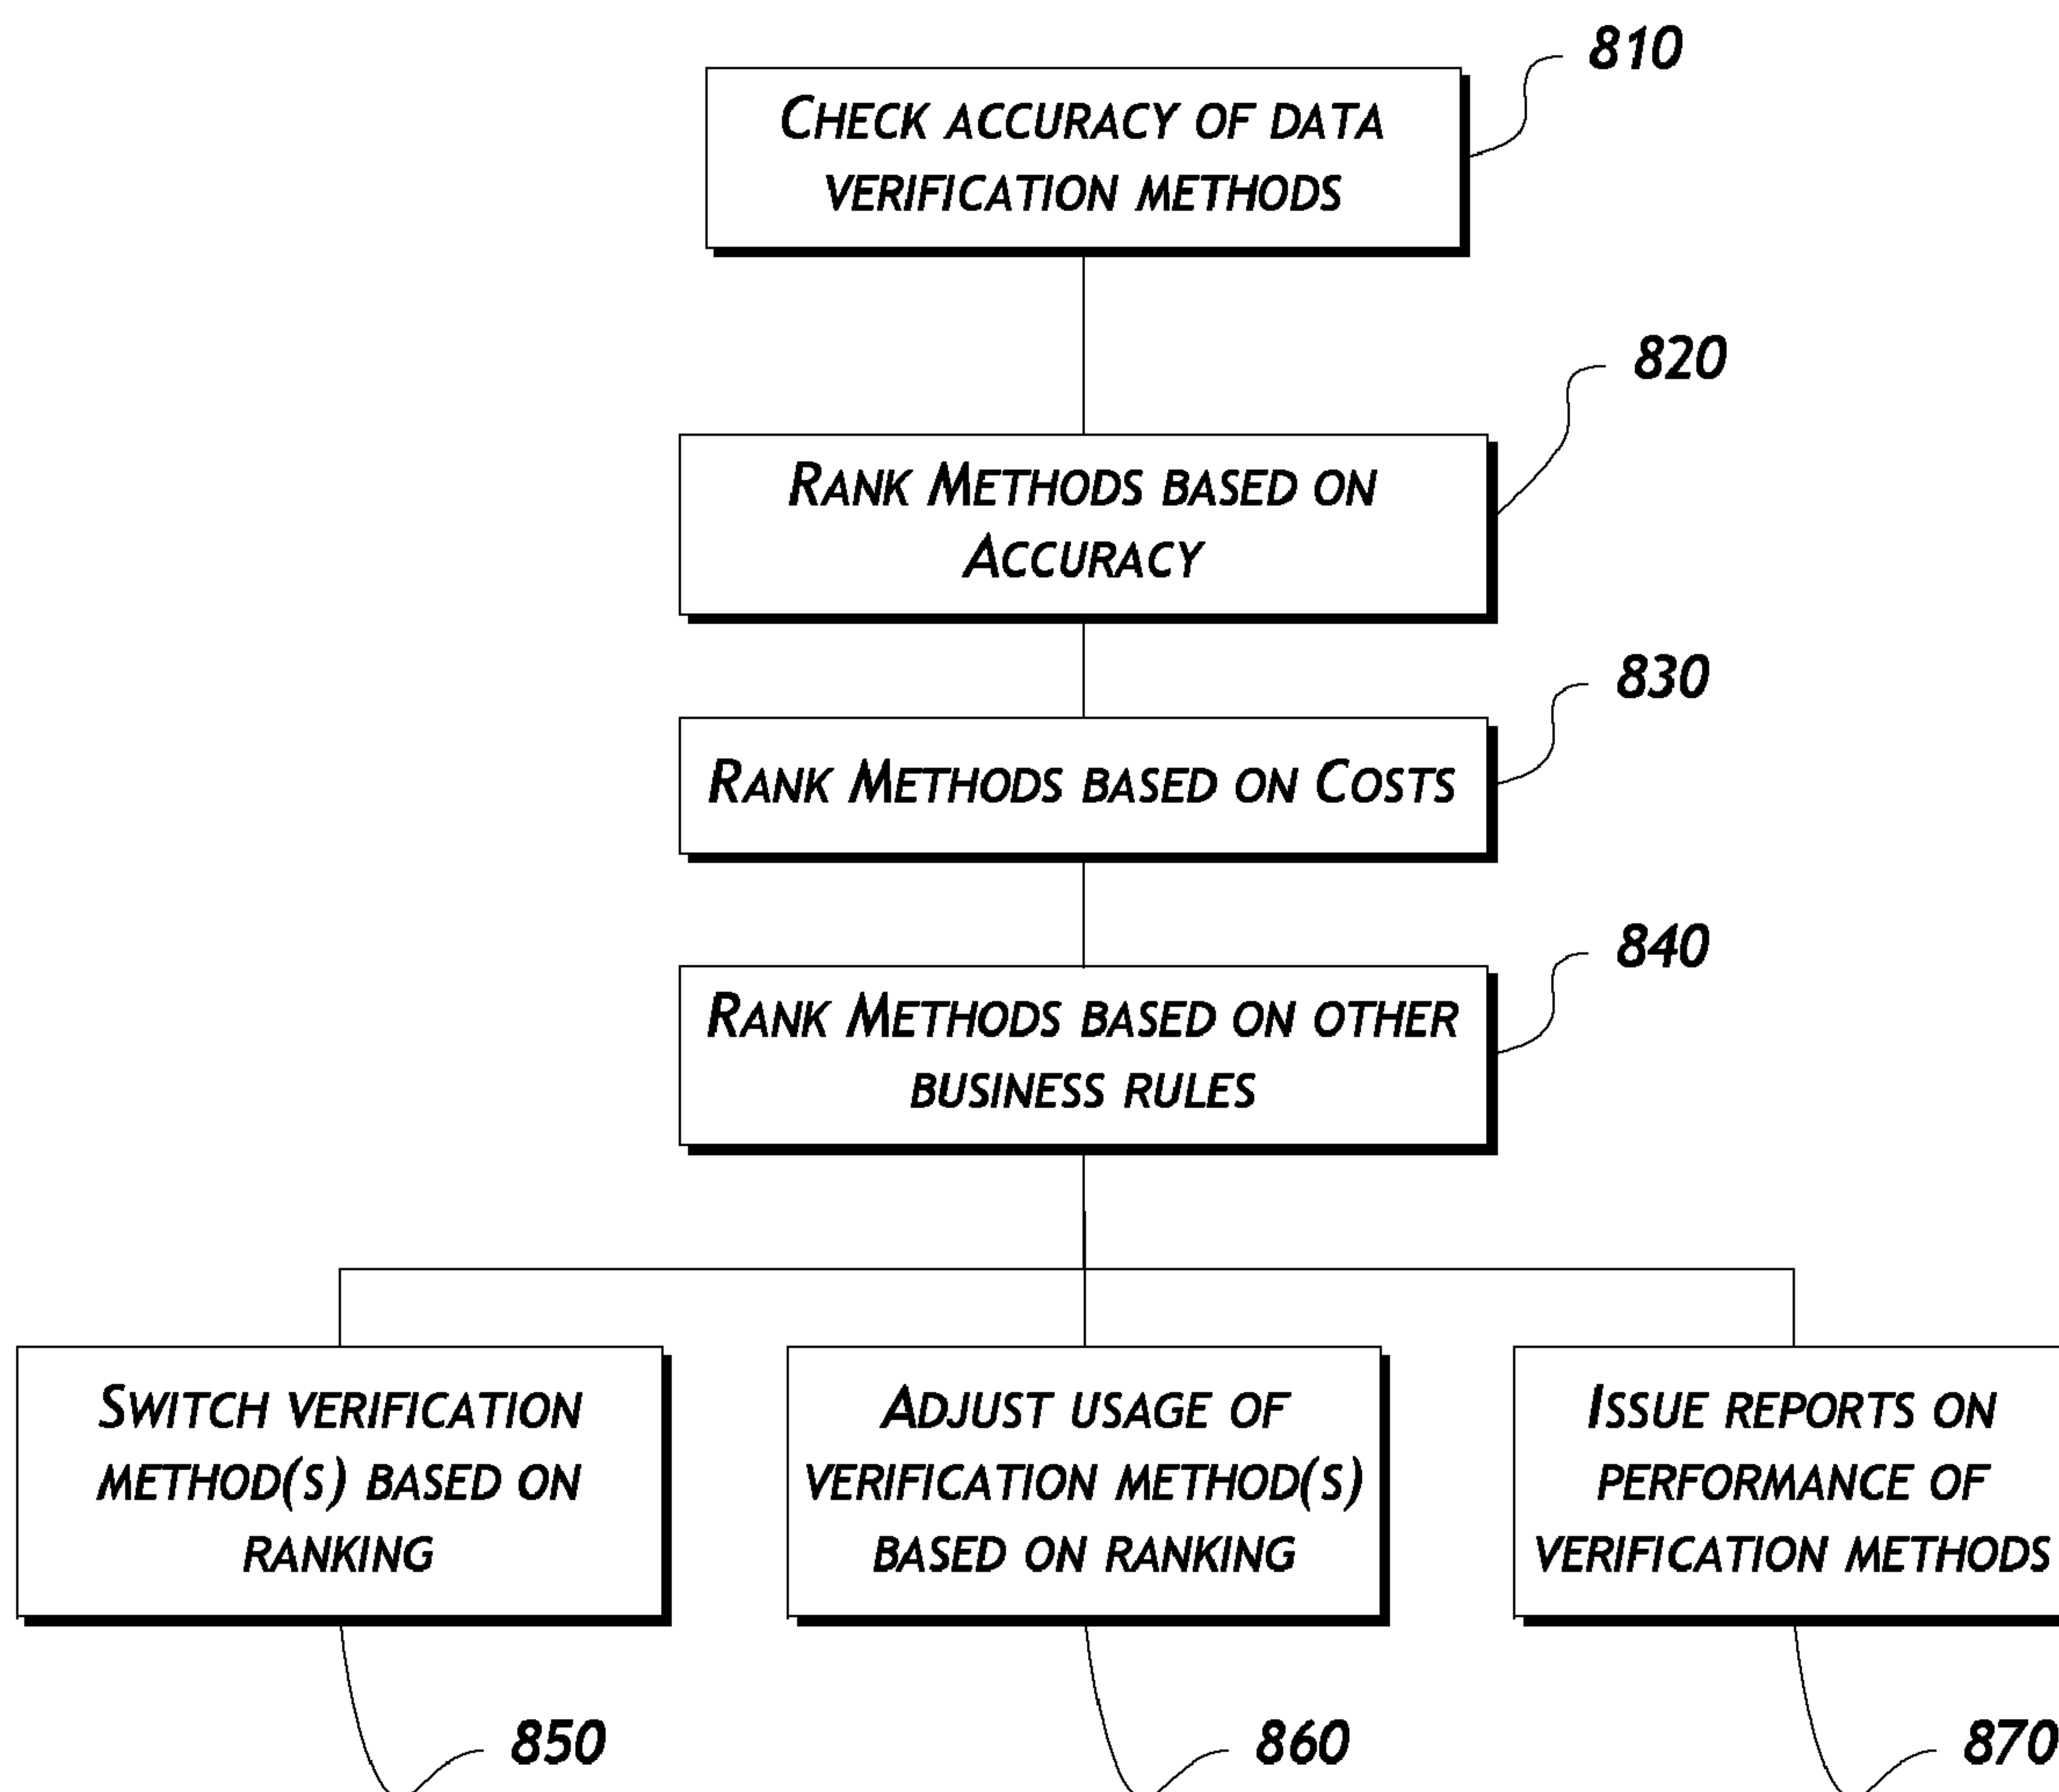 810
CHECK ACCURACY OF DATA
VERIFICATION METHODS
820
RANK METHODS BASED ON
ACCURACY
830
RANK METHODS BASED ON COSTS
840
RANK METHODS BASED ON OTHER
BUSINESS RULES
SWITCH VERIFICATION
METHOD(S) BASED ON
RANKING
ADJUST USAGE OF
VERIFICATION METHOD(S)
BASED ON RANKING
ISSUE REPORTS ON
PERFORMANCE OF
VERIFICATION METHODS
850
860
870